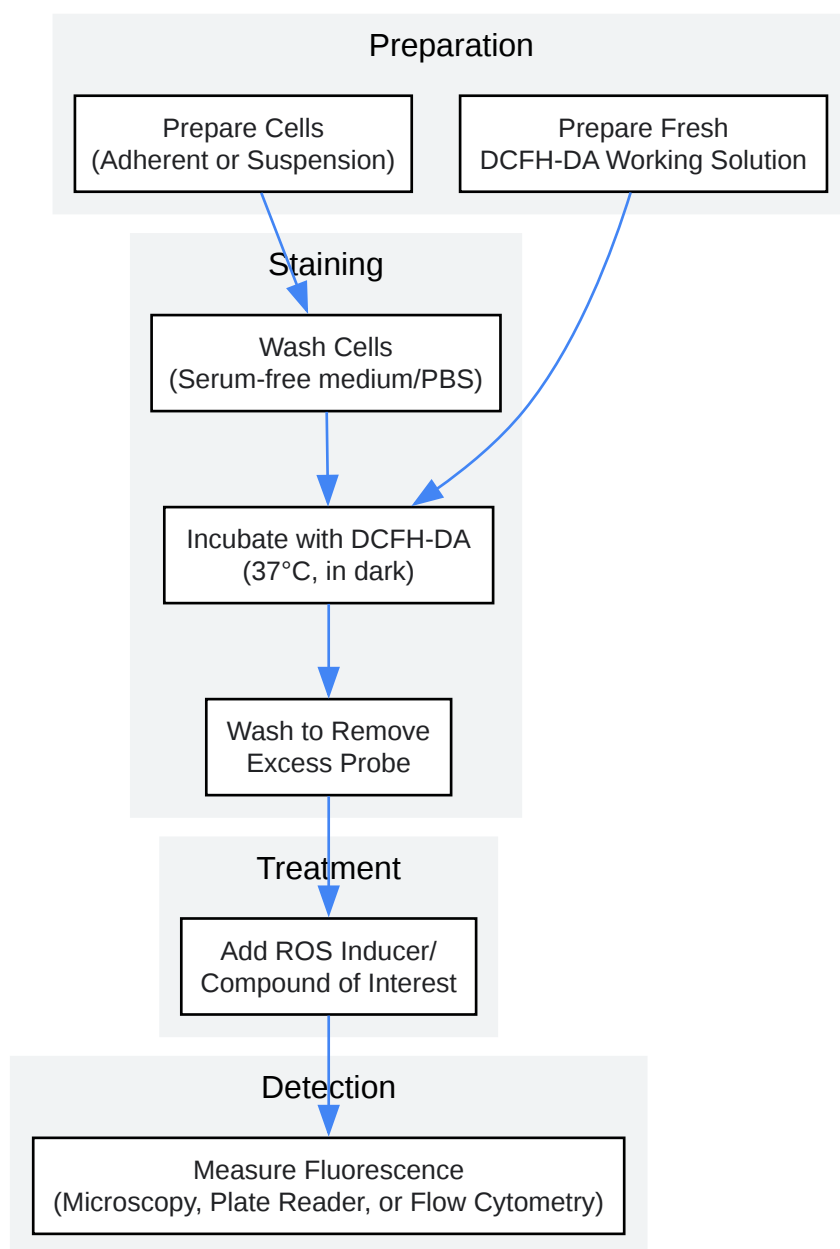 Preparation
Prepare Cells
(Adherent or Suspension)
Prepare Fresh
DCFH-DA Working Solution
Staining
Wash Cells
(Serum-free medium/PBS)
Incubate with DCFH-DA
(37°C, in dark)
Wash to Remove
Excess Probe
Treatment
Add ROS Inducer/
Compound of Interest
Detection
Measure Fluorescence
(Microscopy, Plate Reader, or Flow Cytometry)